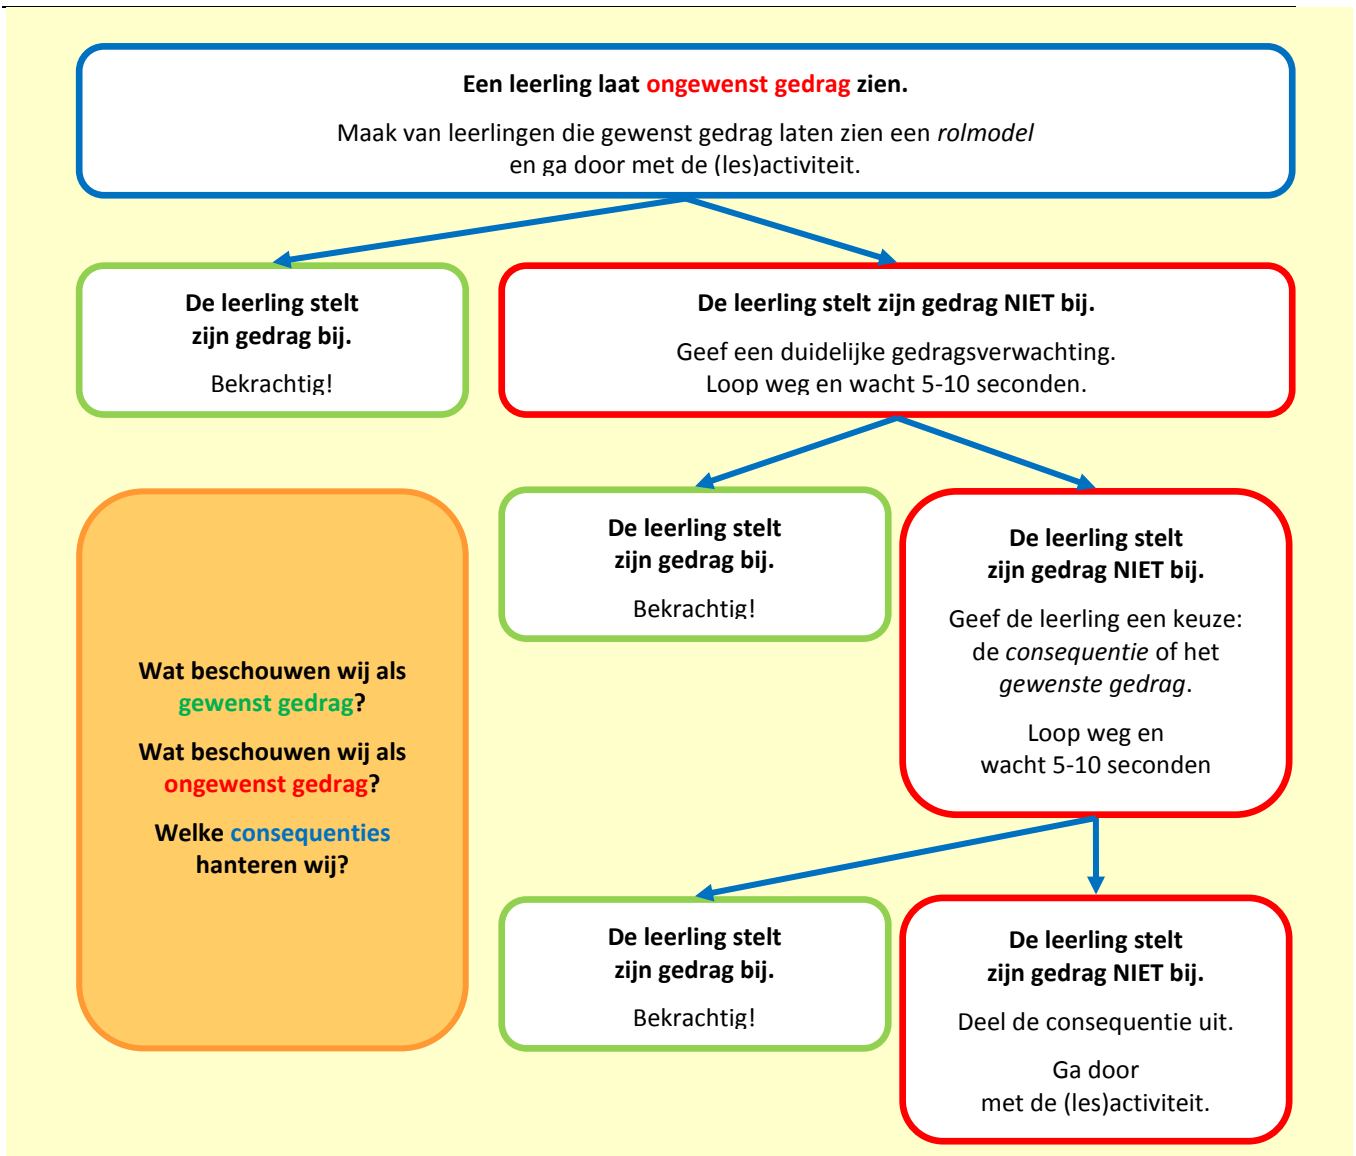 Een leerling laat ongewenst gedrag zien.
Maak van leerlingen die gewenst gedrag laten zien een rolmodel
en ga door met de (les)activiteit.
De leerling stelt
zijn gedrag bij.
Bekrachtig!
De leerling stelt zijn gedrag NIET bij.
Geef een duidelijke gedragsverwachting.
Loop weg en wacht 5-10 seconden.
De leerling stelt
zijn gedrag bij.
Bekrachtig!
De leerling stelt
zijn gedrag NIET bij.
Geef de leerling een keuze:
de consequentie of het
gewenste gedrag.
Loop weg en
wacht 5-10 seconden
Wat beschouwen wij als
gewenst gedrag?
Wat beschouwen wij als
ongewenst gedrag?
Welke consequenties
hanteren wij?
De leerling stelt
zijn gedrag bij.
Bekrachtig!
De leerling stelt
zijn gedrag NIET bij.
Deel de consequentie uit.
Ga door
met de (les)activiteit.